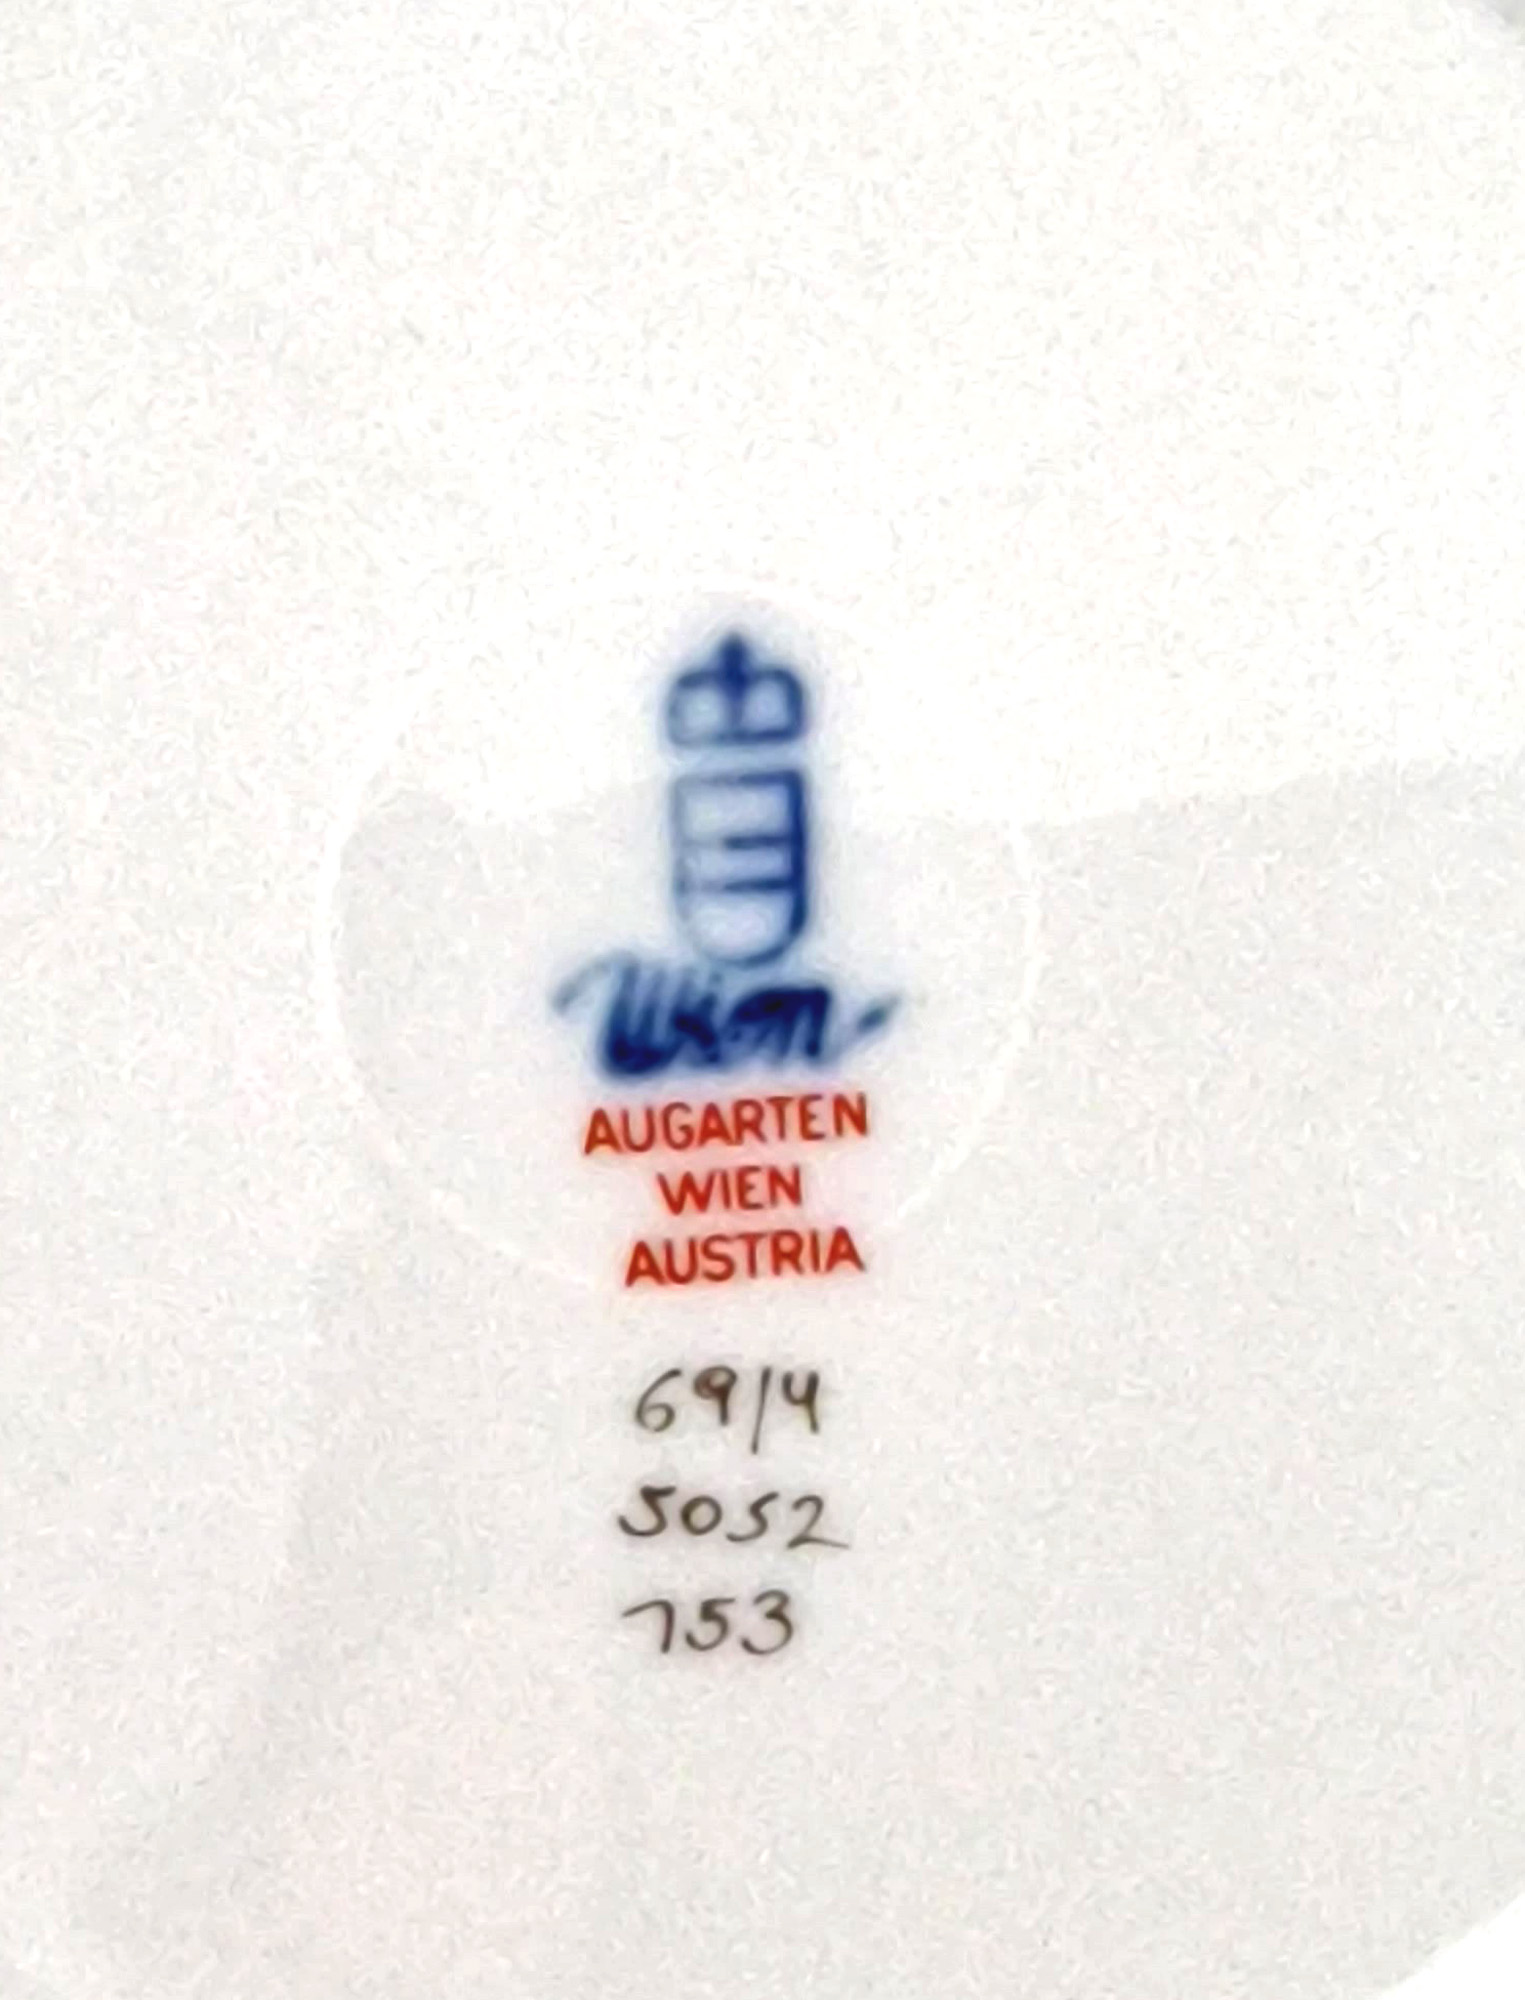 Wien
AUGARTEN
WIEN
AUSTRIA
69/4
5052
753